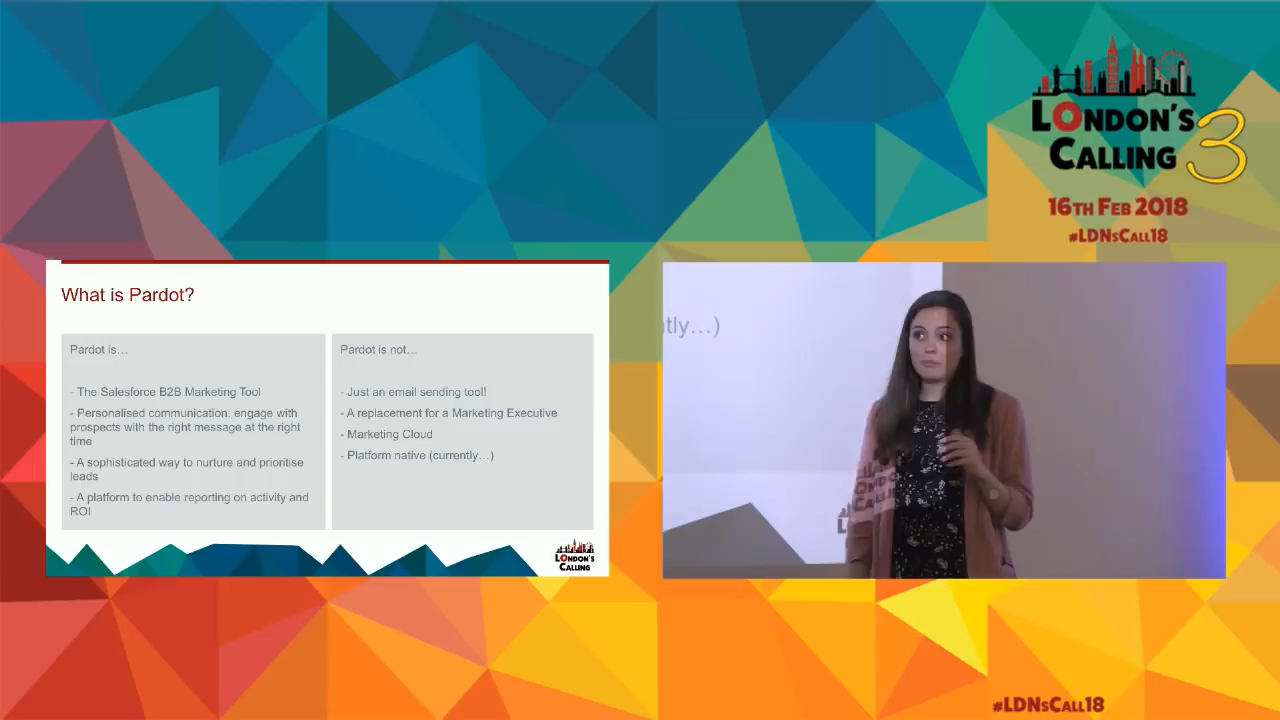 LONDON'S
CALLING 3
16TH FEB 2018
#LDNSCALL18
What is Pardot?
Pardot is…
- The Salesforce B2B Marketing Tool
- Personalised communication: engage with
prospects with the right message at the right
time
- A sophisticated way to nurture and prioritise
leads
- A platform to enable reporting on activity and
ROI
Pardot is not…
- Just an email sending tool!
- A replacement for a Marketing Executive
- Marketing Cloud
- Platform native (currently…)
LONDON'S
CALLING
tly…)
#LDNSCALL18